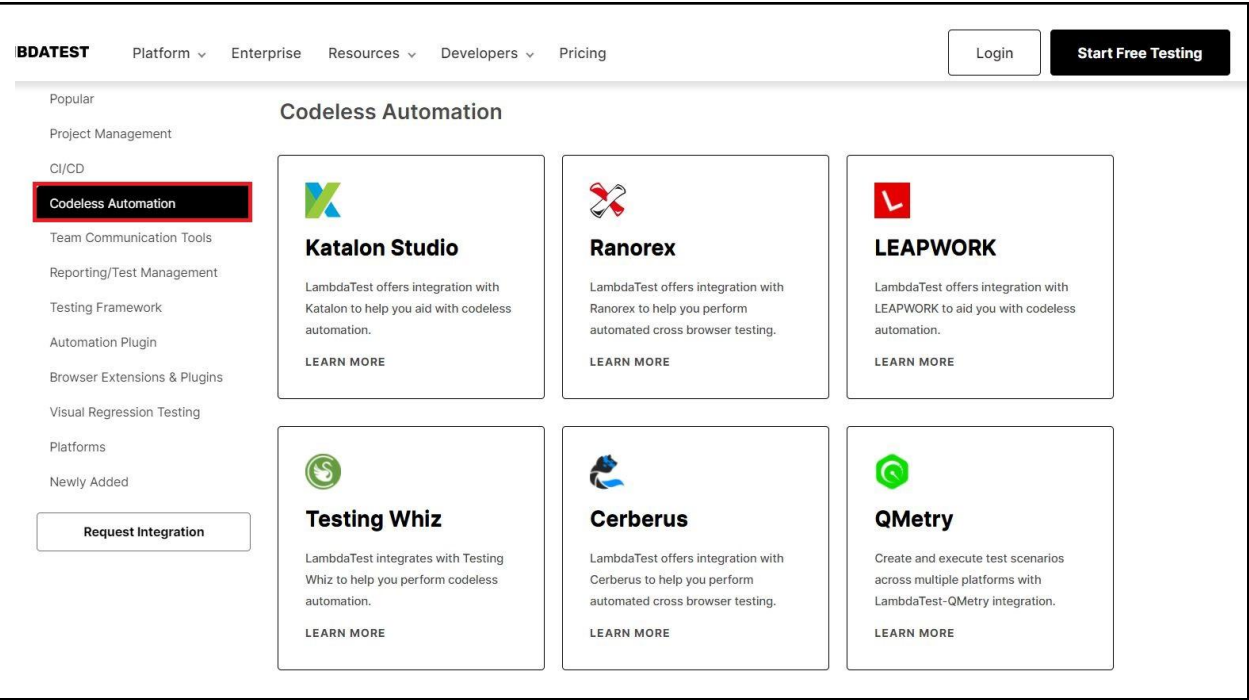 BDATEST
Platform
Enterprise
Resources
Developers
Pricing
Login
Start Free Testing
Popular
Project Management
CI/CD
Codeless Automation
Team Communication Tools
Reporting/Test Management
Testing Framework
Automation Plugin
Browser Extensions & Plugins
Visual Regression Testing
Platforms
Newly Added
Request Integration
Codeless Automation
Katalon Studio
LambdaTest offers integration with
Katalon to help you aid with codeless
automation.
LEARN MORE
Ranorex
LambdaTest offers integration with
Ranorex to help you perform
automated cross browser testing.
LEARN MORE
LEAPWORK
LambdaTest offers integration with
LEAPWORK to aid you with codeless
automation.
LEARN MORE
Testing Whiz
LambdaTest integrates with Testing
Whiz to help you perform codeless
automation.
LEARN MORE
Cerberus
LambdaTest offers integration with
Cerberus to help you perform
automated cross browser testing.
LEARN MORE
QMetry
Create and execute test scenarios
across multiple platforms with
LambdaTest-QMetry integration.
LEARN MORE